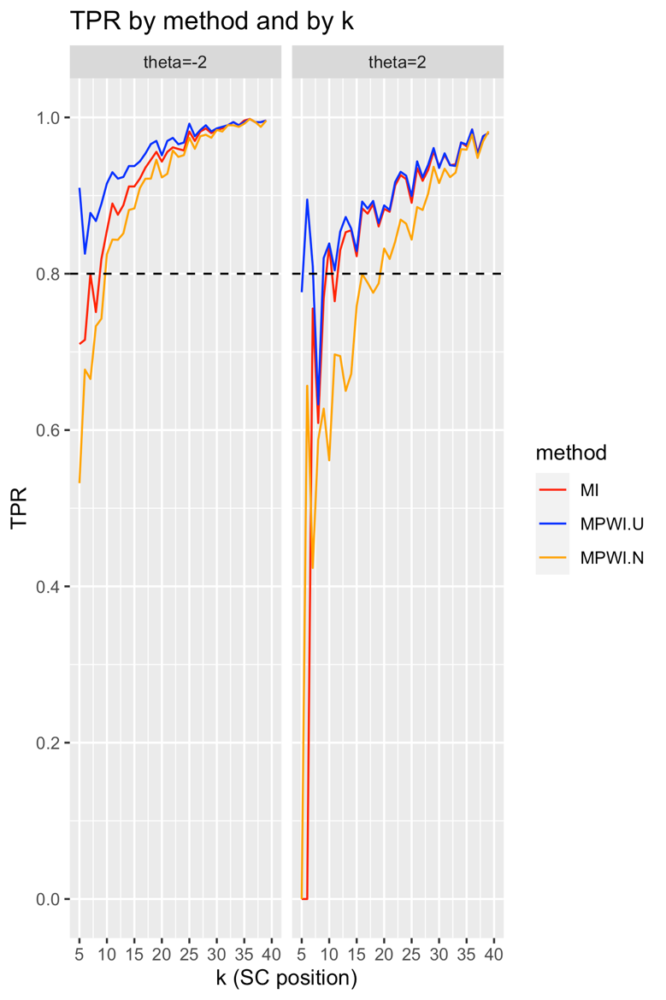 TPR by method and by k
theta=-2
theta=2
1.0
0.8
0.6
0.4
0.2
0.0
TPR
5 10 15 20 25 30 35 40
5 10 15 20 25 30 35 40
k (SC position)
method
MI
MPWI.U
MPWI.N